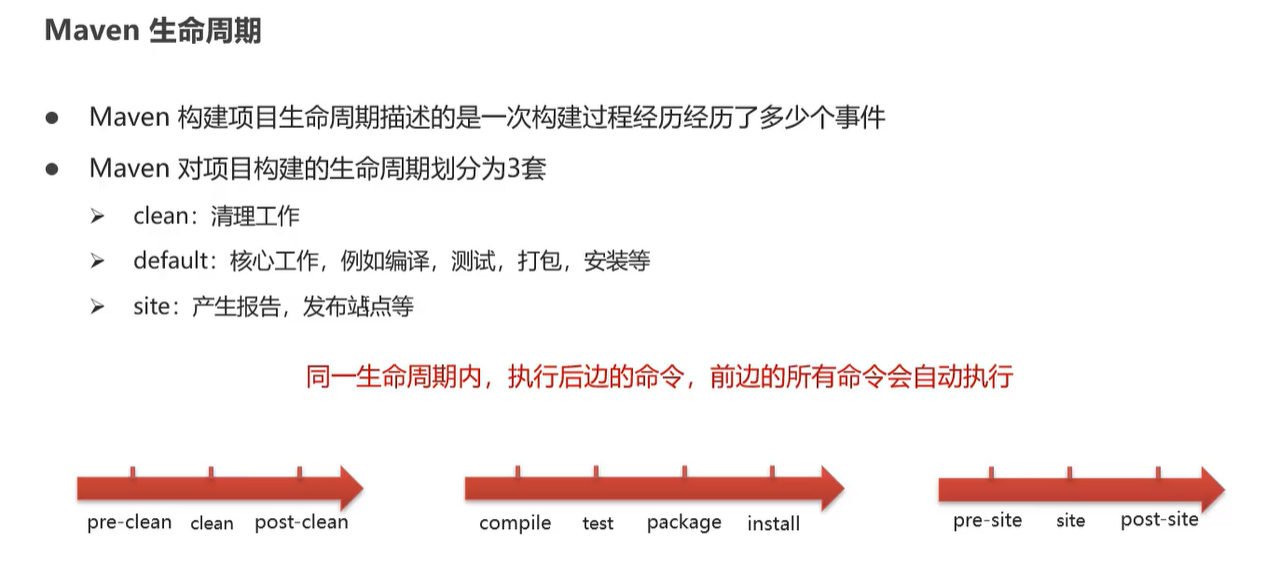 Maven 生命周期
● Maven 构建项目生命周期描述的是一次构建过程经历经历了多少个事件
● Maven 对项目构建的生命周期划分为3套
➢ clean：清理工作
➢ default：核心工作，例如编译，测试，打包，安装等
➢ site：产生报告，发布站点等
同一生命周期内，执行后边的命令，前边的所有命令会自动执行
pre-clean clean post-clean
compile test package install
pre-site site post-site